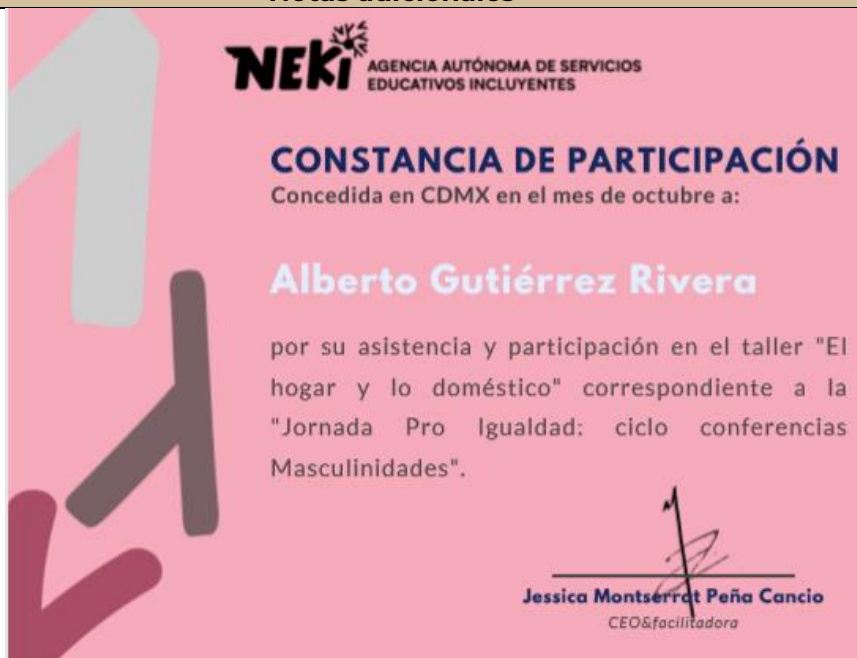 Notas adicionales
NEKi
AGENCIA AUTÓNOMA DE SERVICIOS
EDUCATIVOS INCLUYENTES
CONSTANCIA DE PARTICIPACIÓN
Concedida en CDMX en el mes de octubre a:
Alberto Gutiérrez Rivera
por su asistencia y participación en el taller "El
hogar y lo doméstico" correspondiente a la
"Jornada Pro Igualdad: ciclo conferencias
Masculinidades".
Jessica Montserrat Peña Cancio
CEO&facilitadora